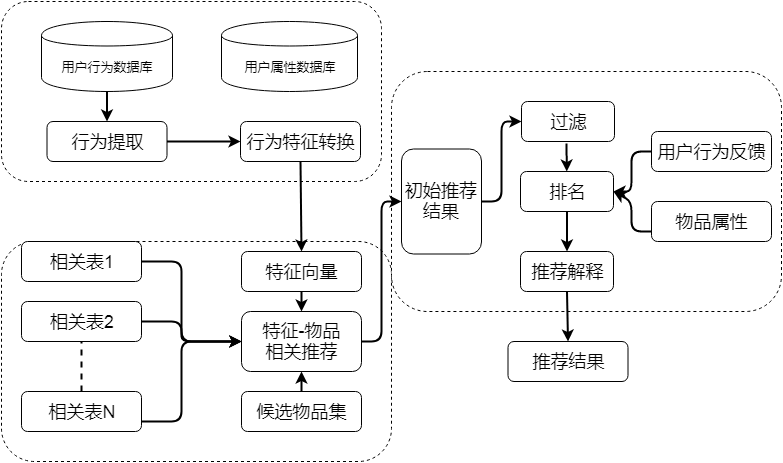 用户行为数据库
用户属性数据库
行为提取
行为特征转换
相关表1
相关表2
相关表N
特征向量
特征-物品
相关推荐
候选物品集
初始推荐
结果
过滤
排名
推荐解释
用户行为反馈
物品属性
推荐结果